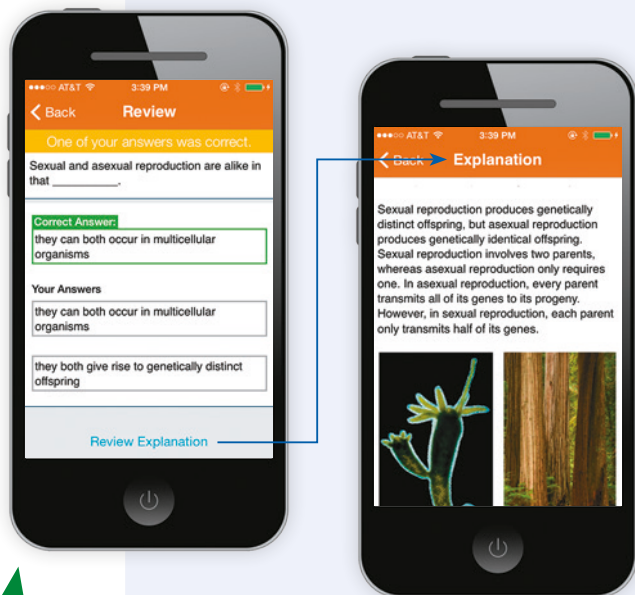 ●●●○○ AT&T 3:39 PM
Back Review
One of your answers was correct.
Sexual and asexual reproduction are alike in
that __________.
Correct Answer:
they can both occur in multicellular
organisms
Your Answers
they can both occur in multicellular
organisms
they both give rise to genetically distinct
offspring
Review Explanation
●●●○○ AT&T 3:39 PM
Back Explanation
Sexual reproduction produces genetically
distinct offspring, but asexual reproduction
produces genetically identical offspring.
Sexual reproduction involves two parents,
whereas asexual reproduction only requires
one. In asexual reproduction, every parent
transmits all of its genes to its progeny.
However, in sexual reproduction, each parent
only transmits half of its genes.